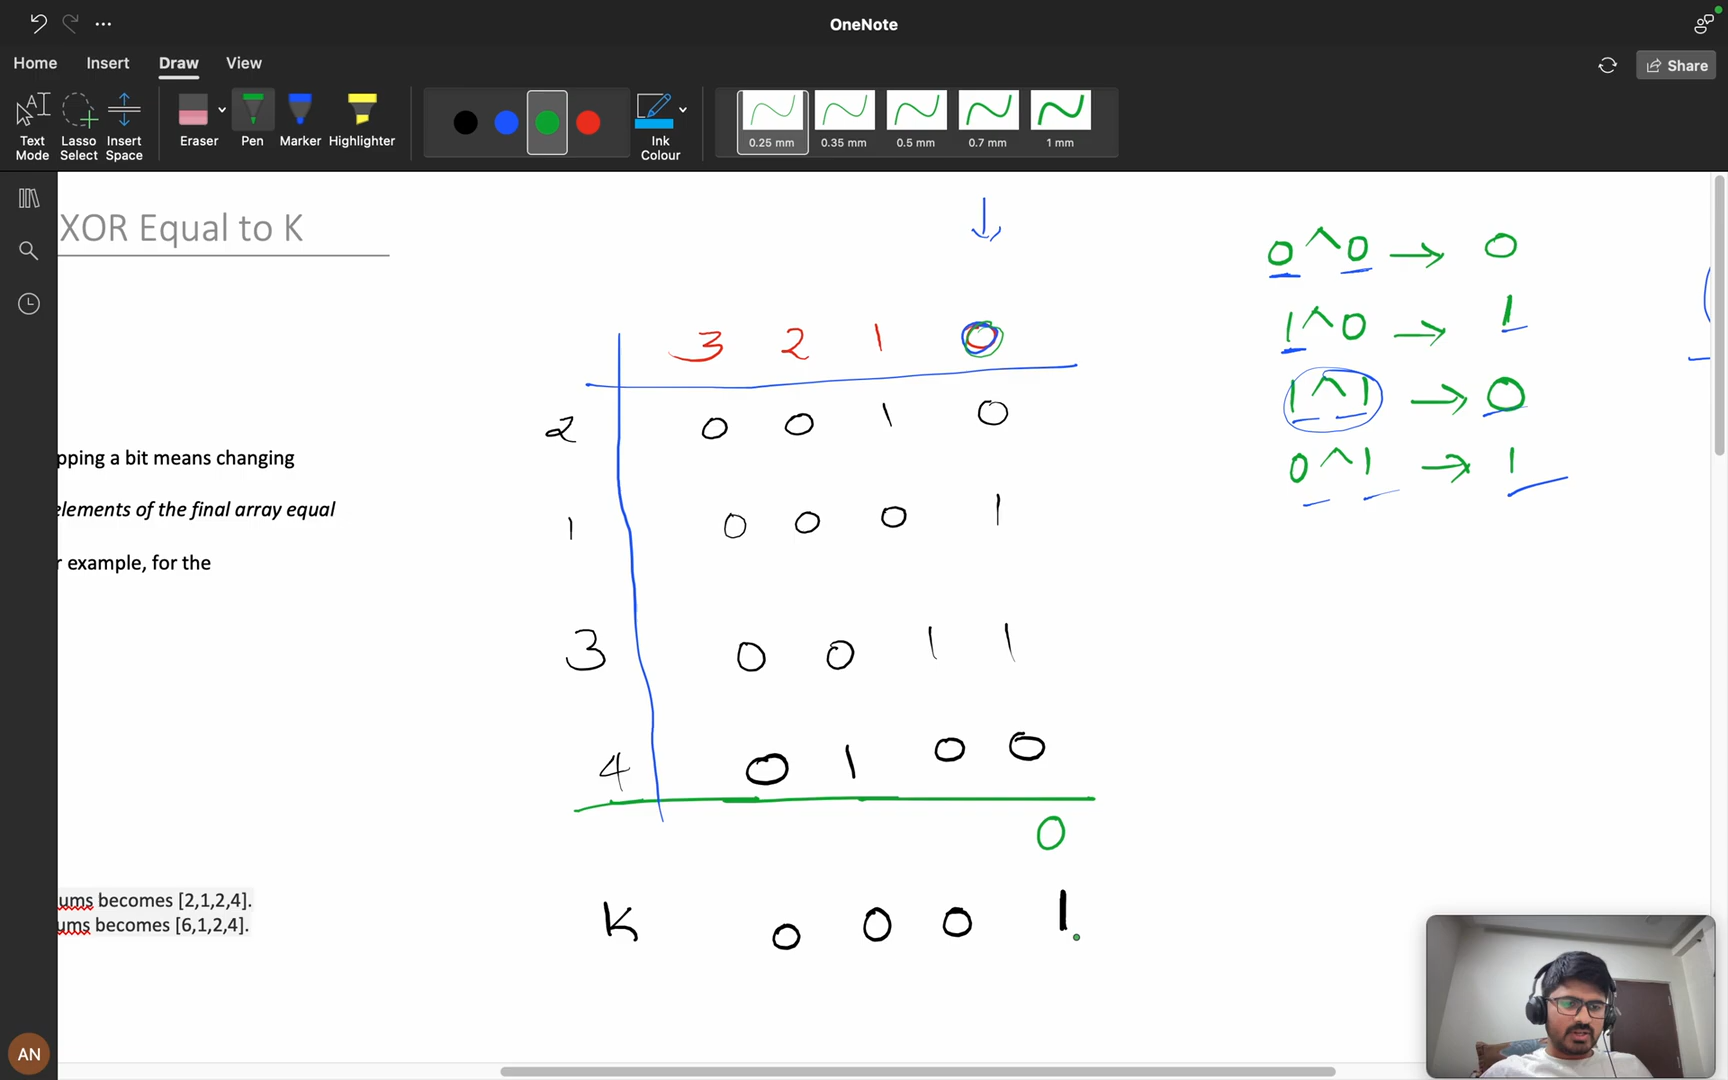 OneNote
Home Insert Draw View
Share
Text Mode
Lasso Select
Insert Space
Eraser
Pen
Marker
Highlighter
Ink Colour
0.25 mm
0.35 mm
0.5 mm
0.7 mm
1 mm
XOR Equal to K
pping a bit means changing
elements of the final array equal
r example, for the
ums becomes [2,1,2,4].
ums becomes [6,1,2,4].
3 2 1 0
2 0 0 1 0
1 0 0 0 1
3 0 0 1 1
4 0 1 0 0
0
K 0 0 0 1
0 ^ 0 → 0
1 ^ 0 → 1
1 ^ 1 → 0
0 ^ 1 → 1
AN